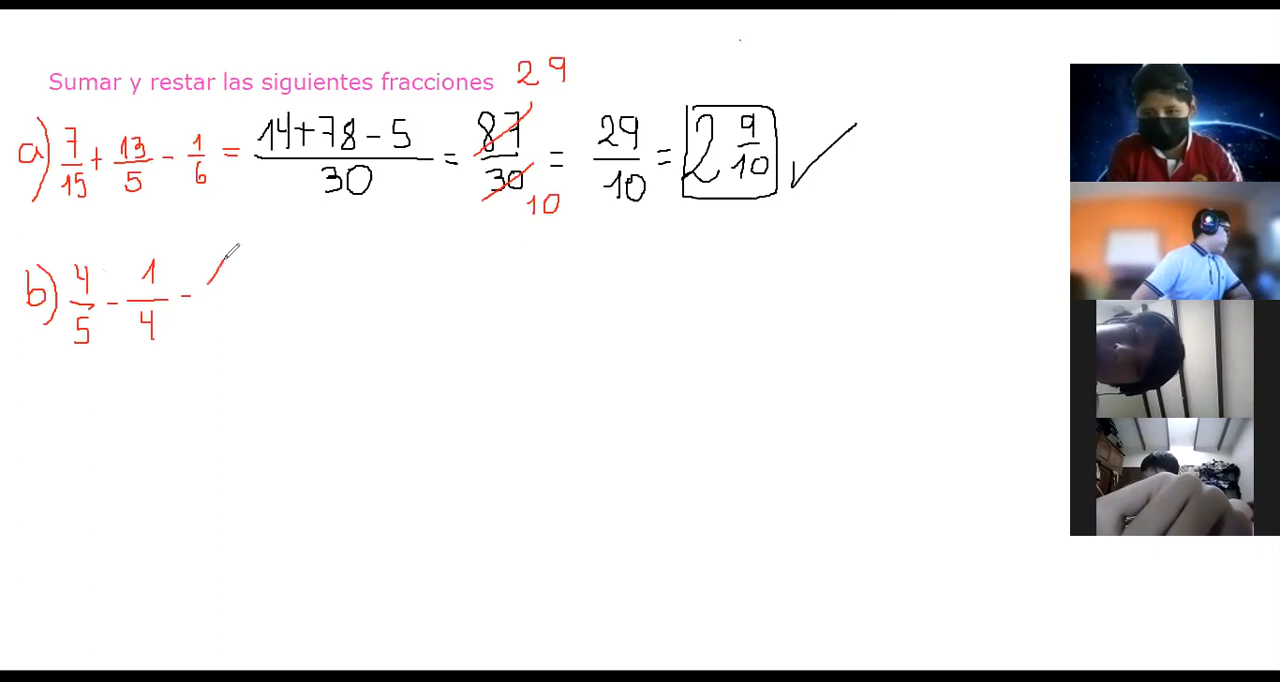 Sumar y restar las siguientes fracciones
a) 7/15 + 13/5 - 1/6 = (14+78-5)/30 = 87/30 29 10 = 29/10 = 2 9/10 ✓
b) 4/5 - 1/4 -